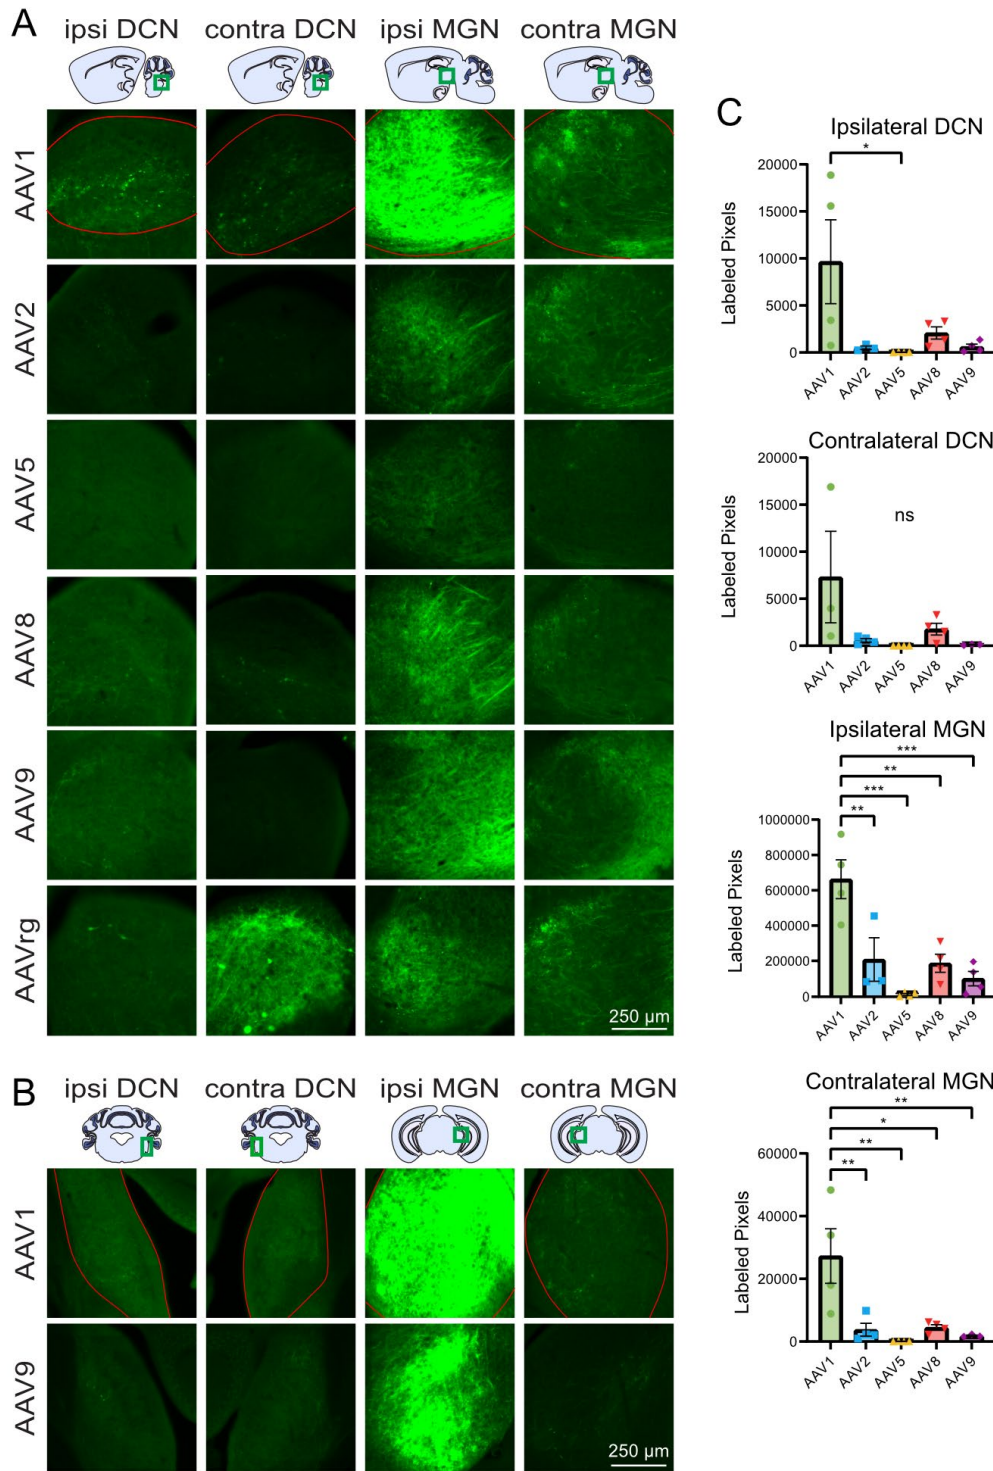 A
ipsi DCN
contra DCN
ipsi MGN
contra MGN
AAV1
AAV2
AAV5
AAV8
AAV9
AAVrg
250 µm
B
ipsi DCN
contra DCN
ipsi MGN
contra MGN
AAV1
AAV9
250 µm
C
Ipsilateral DCN
*
Labeled Pixels
20000
15000
10000
5000
0
AAV1
AAV2
AAV5
AAV8
AAV9
Contralateral DCN
ns
Labeled Pixels
20000
15000
10000
5000
0
AAV1
AAV2
AAV5
AAV8
AAV9
Ipsilateral MGN
***
**
***
**
Labeled Pixels
1000000
800000
600000
400000
200000
0
AAV1
AAV2
AAV5
AAV8
AAV9
Contralateral MGN
**
*
**
**
Labeled Pixels
60000
40000
20000
0
AAV1
AAV2
AAV5
AAV8
AAV9